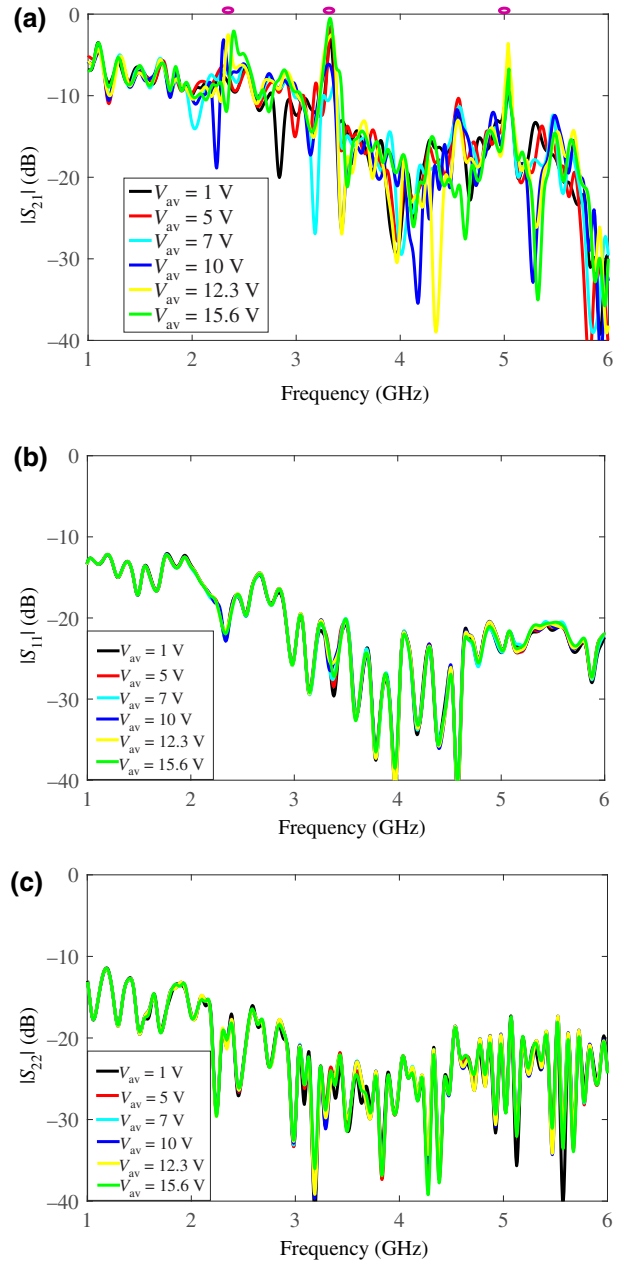 (a)
0
−10
−20
−30
−40
|S21| (dB)
Vav = 1 V
Vav = 5 V
Vav = 7 V
Vav = 10 V
Vav = 12.3 V
Vav = 15.6 V
1 2 3 4 5 6
Frequency (GHz)
(b)
0
−10
−20
−30
−40
|S11| (dB)
Vav = 1 V
Vav = 5 V
Vav = 7 V
Vav = 10 V
Vav = 12.3 V
Vav = 15.6 V
1 2 3 4 5 6
Frequency (GHz)
(c)
0
−10
−20
−30
−40
|S22| (dB)
Vav = 1 V
Vav = 5 V
Vav = 7 V
Vav = 10 V
Vav = 12.3 V
Vav = 15.6 V
1 2 3 4 5 6
Frequency (GHz)